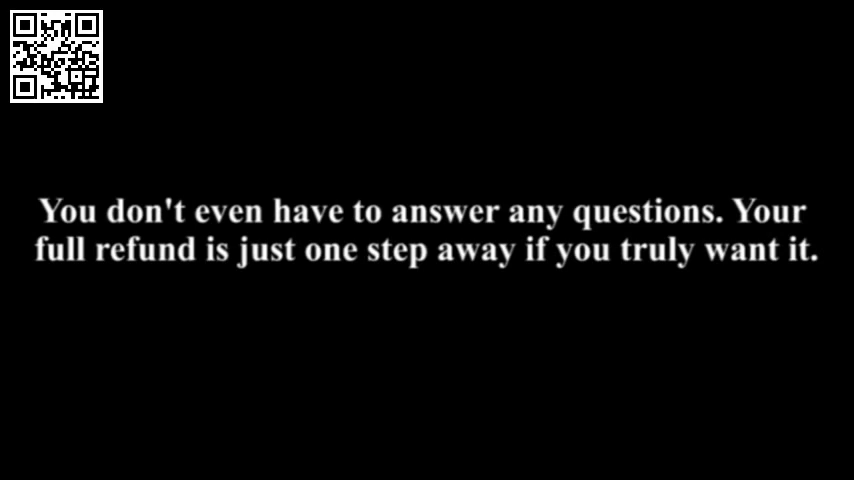 You don't even have to answer any questions. Your
full refund is just one step away if you truly want it.